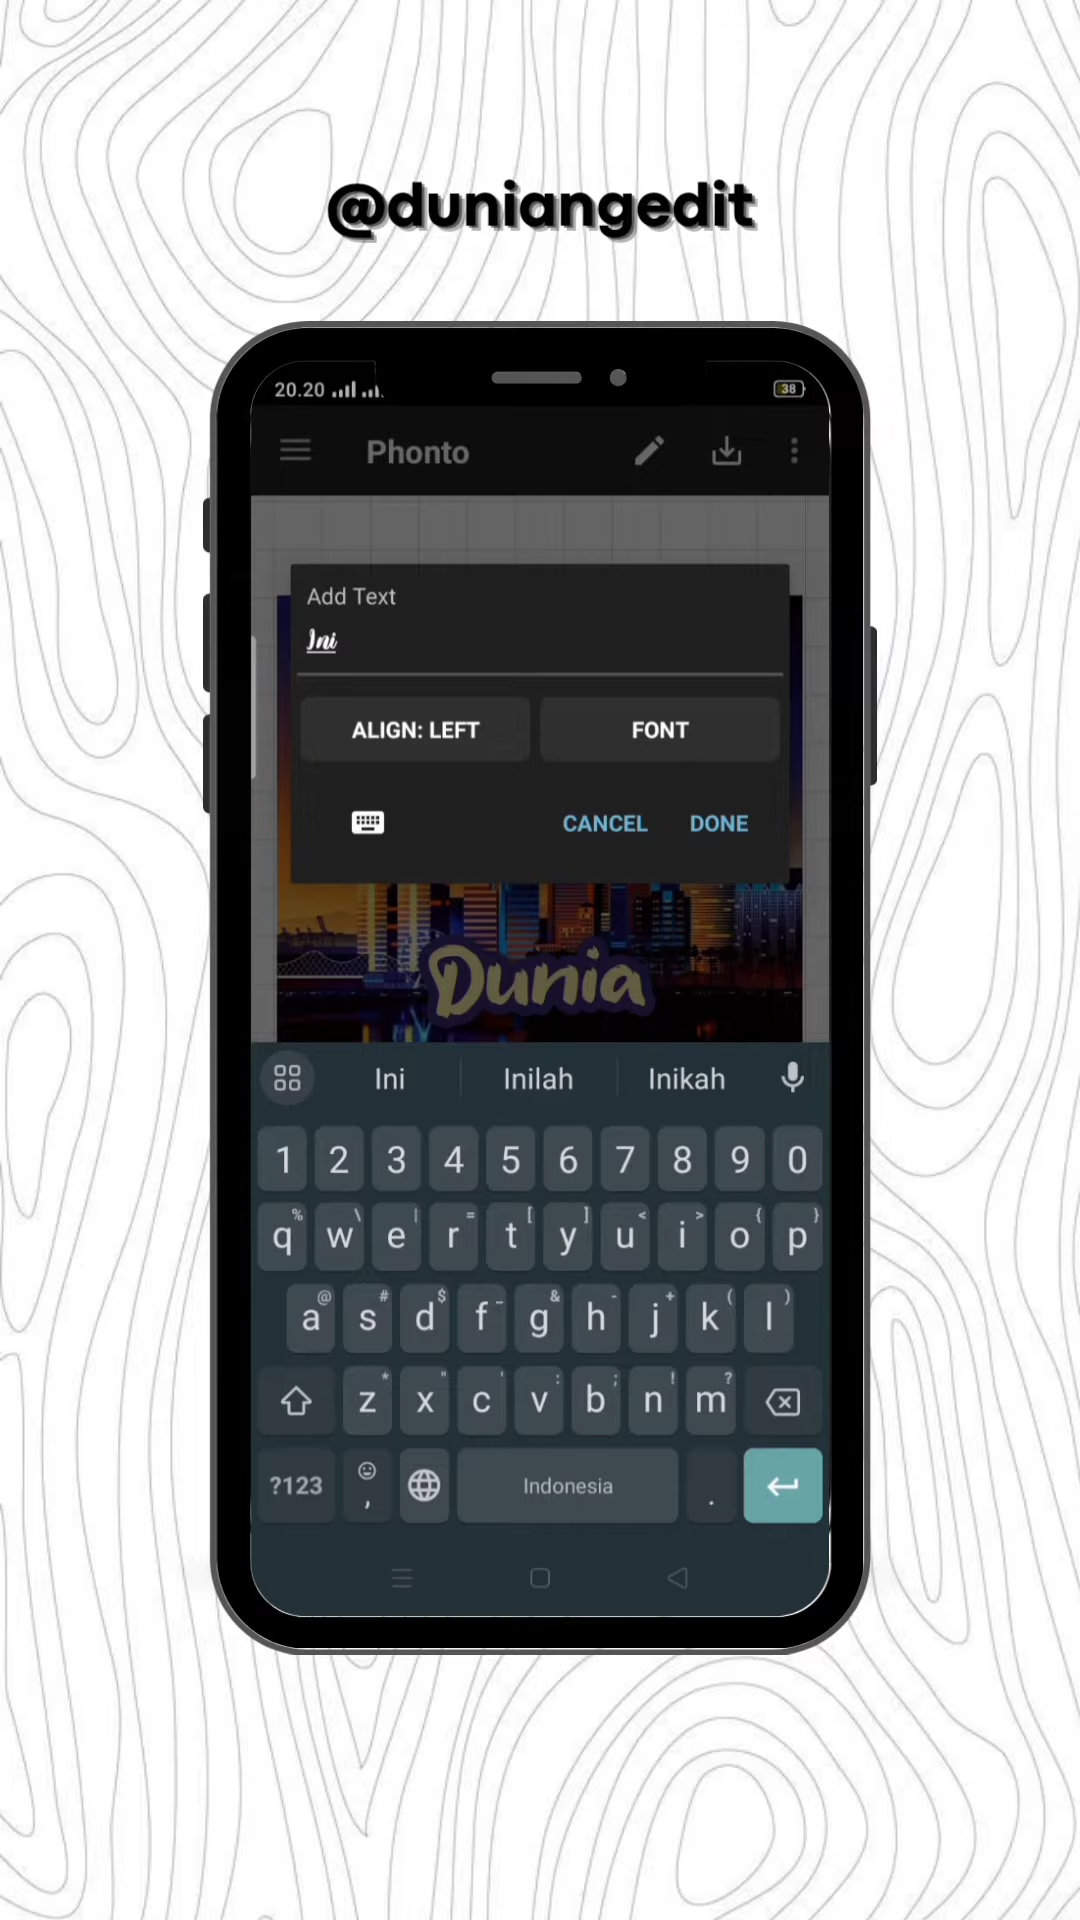 @duniangedit
20.20 38
Phonto
Add Text
Ini
ALIGN: LEFT FONT
CANCEL DONE
Dunia
Ini Inilah Inikah
1 2 3 4 5 6 7 8 9 0
% \ | = [ ] < > { }
q w e r t y u i o p
@ # $ _ & - + ( )
a s d f g h j k l
* " ' : ; ! ?
z x c v b n m
?123 , Indonesia .